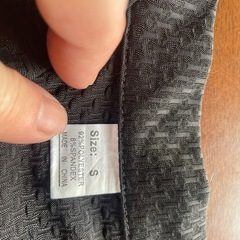 Size: S
92%POLYESTER
8%SPANDEX
MADE IN CHINA